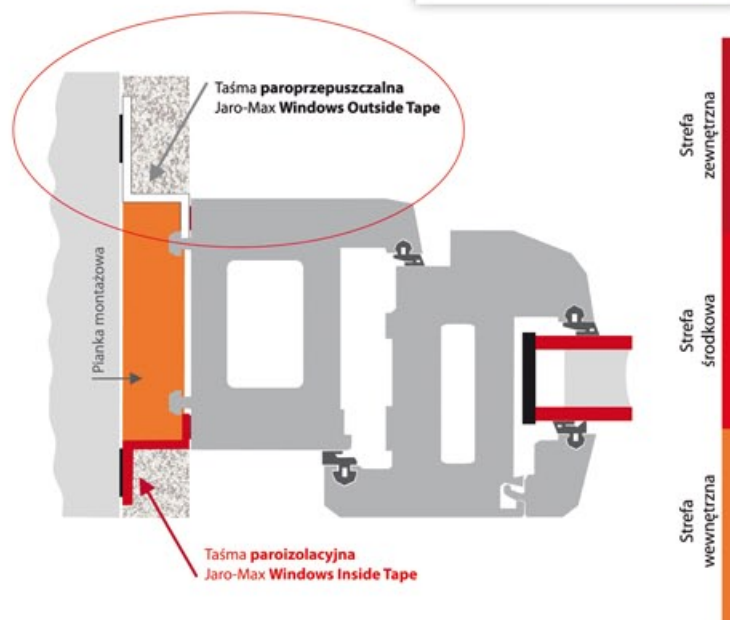 Taśma paroprzepuszczalna
Jaro-Max Windows Outside Tape
Strefa
zewnętrzna
Pianka montażowa
Strefa
środkowa
Strefa
wewnętrzna
Taśma paroizolacyjna
Jaro-Max Windows Inside Tape